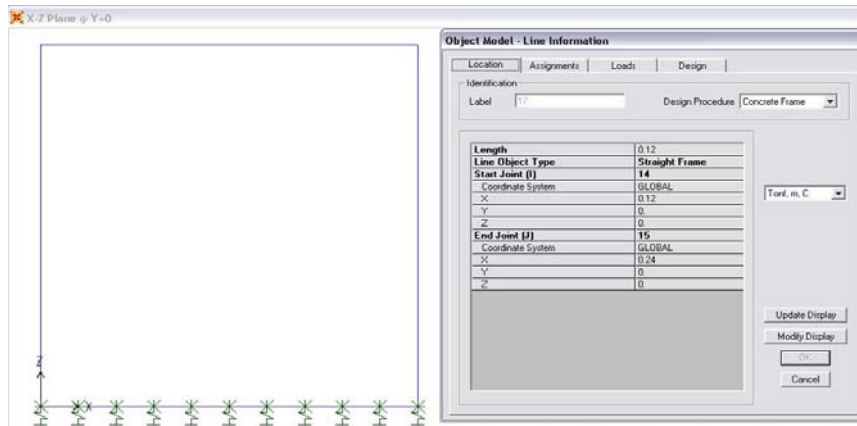 X-Z Plane @ Y=0
Object Model - Line Information
Location Assignments Loads Design
Identification
Label 17 Design Procedure Concrete Frame
Length 0.12
Line Object Type Straight Frame
Start Joint (I) 14
Coordinate System GLOBAL
X 0.12
Y 0.
Z 0.
End Joint (J) 15
Coordinate System GLOBAL
X 0.24
Y 0.
Z 0.
Tonf, m, C
Update Display
Modify Display
OK
Cancel
Z
X